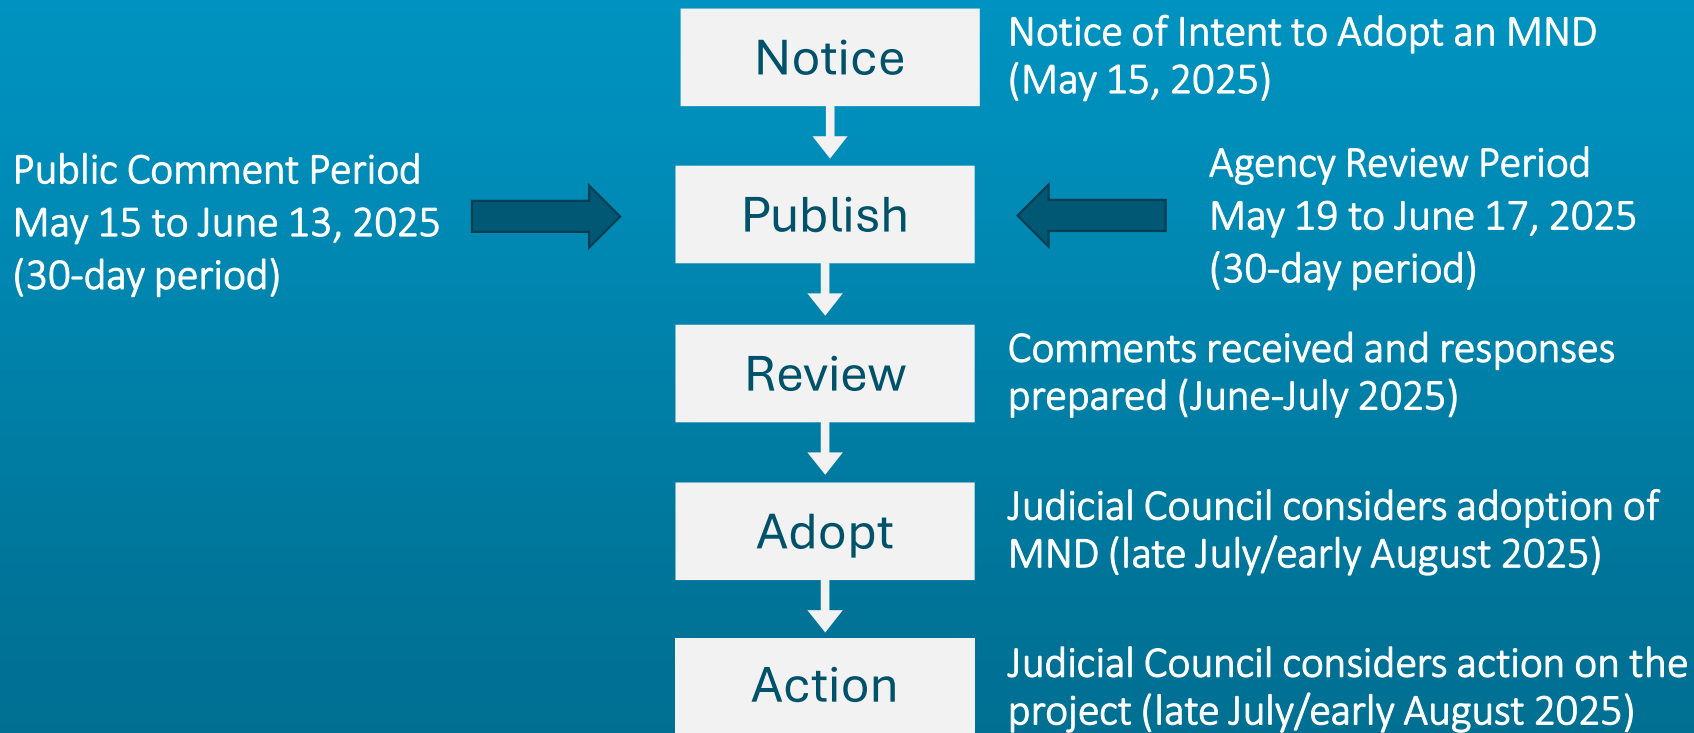 Notice
Notice of Intent to Adopt an MND
(May 15, 2025)
Public Comment Period
May 15 to June 13, 2025
(30-day period)
Publish
Agency Review Period
May 19 to June 17, 2025
(30-day period)
Review
Comments received and responses
prepared (June-July 2025)
Adopt
Judicial Council considers adoption of
MND (late July/early August 2025)
Action
Judicial Council considers action on the
project (late July/early August 2025)